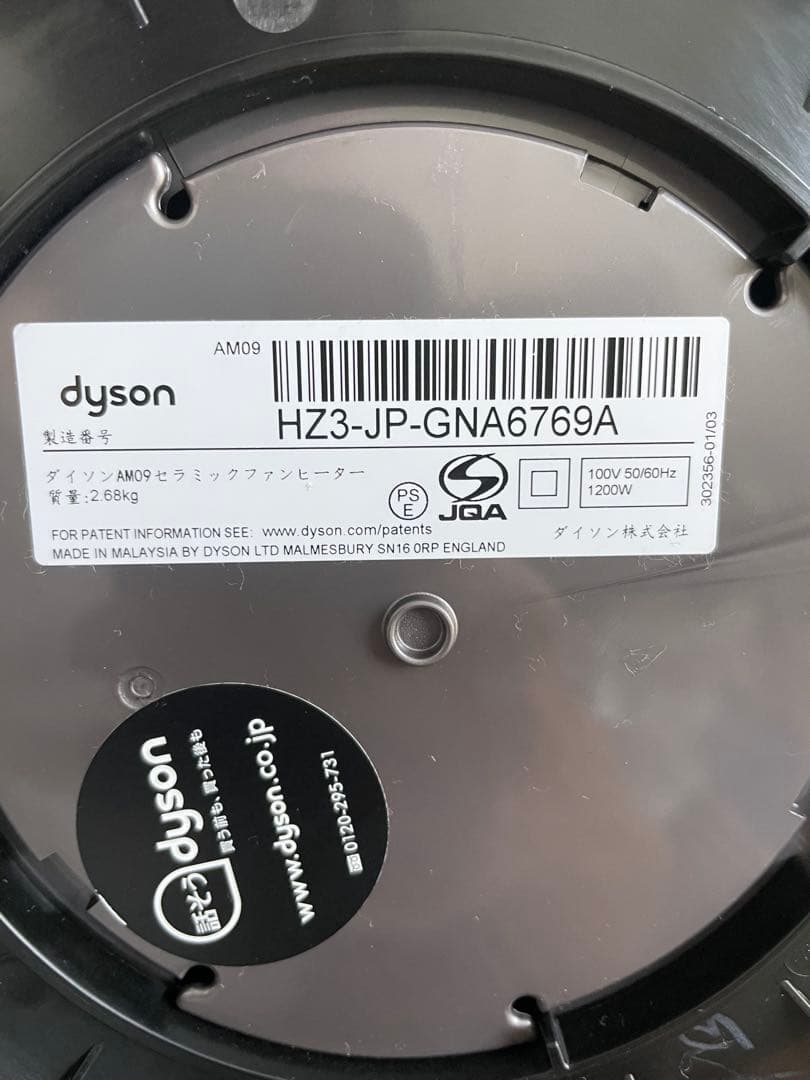 AM09
dyson
製造番号
HZ3-JP-GNA6769A
ダイソンAM09セラミックファンヒーター
質量:2.68kg
PS
E
JQA
100V 50/60Hz
1200W
302356-01/03
FOR PATENT INFORMATION SEE: www.dyson.com/patents
ダイソン株式会社
MADE IN MALAYSIA BY DYSON LTD MALMESBURY SN16 0RP ENGLAND
話そう dyson
買う前も、買った後も
www.dyson.co.jp
0120-295-731